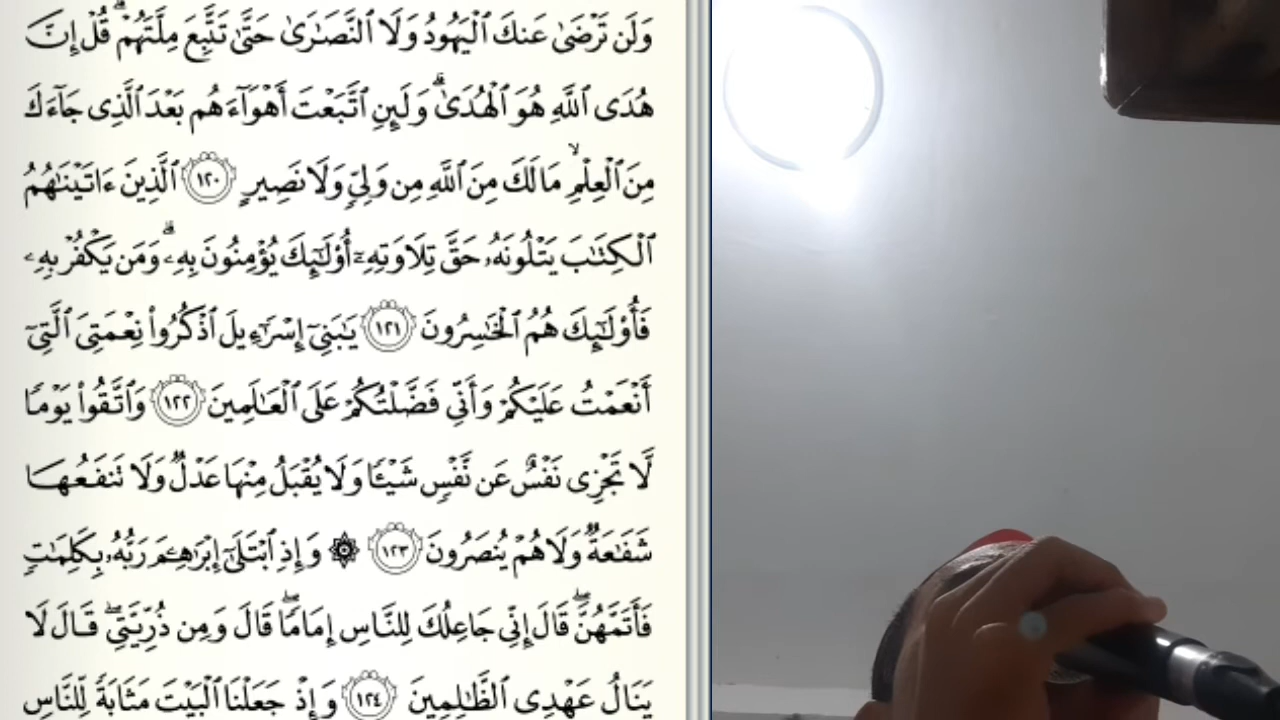 وَلَن تَرۡضَىٰ عَنكَ ٱلۡيَهُودُ وَلَا ٱلنَّصَٰرَىٰ حَتَّىٰ تَتَّبِعَ مِلَّتَهُمۡۗ قُلۡ إِنَّ
هُدَى ٱللَّهِ هُوَ ٱلۡهُدَىٰۗ وَلَئِنِ ٱتَّبَعۡتَ أَهۡوَآءَهُم بَعۡدَ ٱلَّذِي جَآءَكَ
مِنَ ٱلۡعِلۡمِۙ مَا لَكَ مِنَ ٱللَّهِ مِن وَلِيّٖ وَلَا نَصِيرٍ ١٢٠ ٱلَّذِينَ ءَاتَيۡنَٰهُمُ
ٱلۡكِتَٰبَ يَتۡلُونَهُۥ حَقَّ تِلَاوَتِهِۦٓ أُوْلَٰٓئِكَ يُؤۡمِنُونَ بِهِۦۗ وَمَن يَكۡفُرۡ بِهِۦ
فَأُوْلَٰٓئِكَ هُمُ ٱلۡخَٰسِرُونَ ١٢١ يَٰبَنِيٓ إِسۡرَٰٓءِيلَ ٱذۡكُرُواْ نِعۡمَتِيَ ٱلَّتِيٓ
أَنۡعَمۡتُ عَلَيۡكُمۡ وَأَنِّي فَضَّلۡتُكُمۡ عَلَى ٱلۡعَٰلَمِينَ ١٢٢ وَٱتَّقُواْ يَوۡمٗا
لَّا تَجۡزِي نَفۡسٌ عَن نَّفۡسٖ شَيۡـٔٗا وَلَا يُقۡبَلُ مِنۡهَا عَدۡلٞ وَلَا تَنفَعُهَا
شَفَٰعَةٞ وَلَا هُمۡ يُنصَرُونَ ١٢٣ ۞ وَإِذِ ٱبۡتَلَىٰٓ إِبۡرَٰهِـۧمَ رَبُّهُۥ بِكَلِمَٰتٖ
فَأَتَمَّهُنَّۖ قَالَ إِنِّي جَاعِلُكَ لِلنَّاسِ إِمَامٗاۖ قَالَ وَمِن ذُرِّيَّتِيۖ قَالَ لَا
يَنَالُ عَهۡدِي ٱلظَّٰلِمِينَ ١٢٤ وَإِذۡ جَعَلۡنَا ٱلۡبَيۡتَ مَثَابَةٗ لِّلنَّاسِ